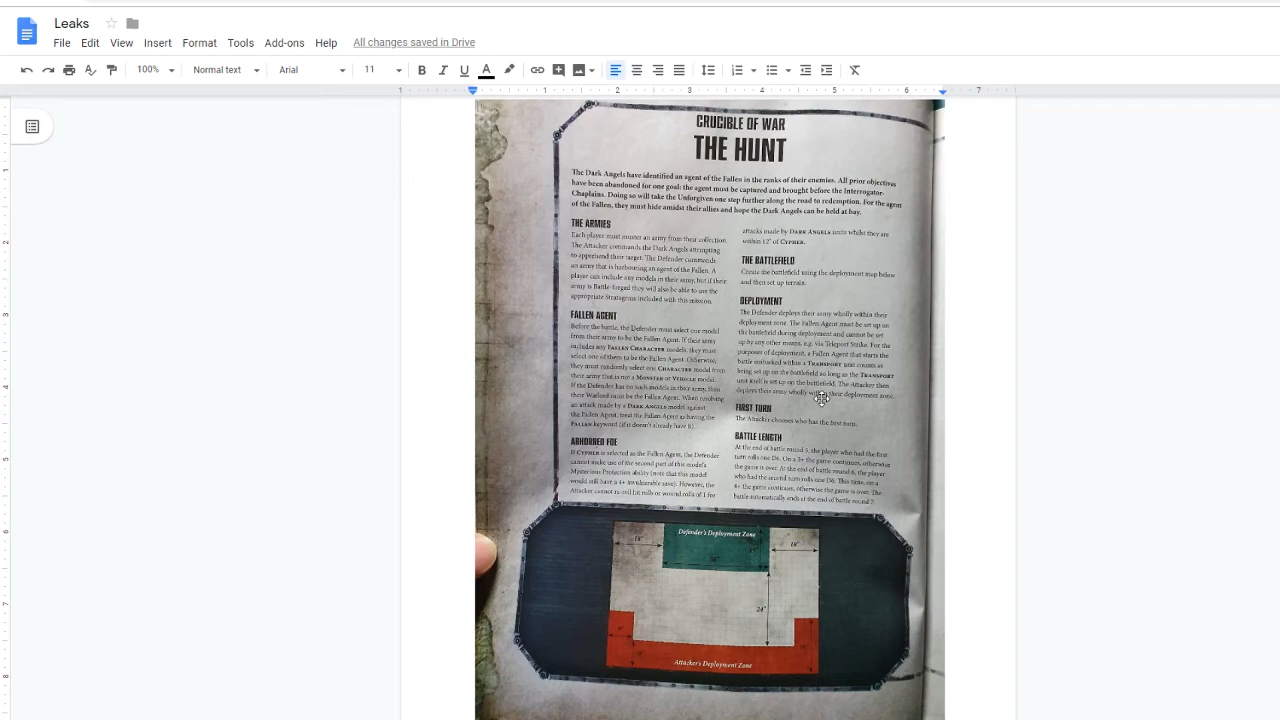 Leaks
File Edit View Insert Format Tools Add-ons Help All changes saved in Drive
100% Normal text Arial 11
1 1 2 3 4 5 6 7
CRUCIBLE OF WAR
THE HUNT
The Dark Angels have identified an agent of the Fallen in the ranks of their enemies. All prior objectives
have been abandoned for one goal: the agent must be captured and brought before the Interrogator-
Chaplains. Doing so will take the Unforgiven one step further along the road to redemption. For the agent
of the Fallen, they must hide amidst their allies and hope the Dark Angels can be held at bay.
THE ARMIES
Each player must muster an army from their collection.
The Attacker commands the Dark Angels attempting
to apprehend their target. The Defender commands
an army that is harbouring an agent of the Fallen. A
player can include any models in their army, but if their
army is Battle-forged they will also be able to use the
appropriate Stratagems included with this mission.
FALLEN AGENT
Before the battle, the Defender must select one model
from their army to be the Fallen Agent. If their army
includes any FALLEN CHARACTER models, they must
select one of them to be the Fallen Agent. Otherwise,
they must randomly select one CHARACTER model from
their army that is not a MONSTER or VEHICLE model.
If the Defender has no such models in their army, then
their Warlord must be the Fallen Agent. When resolving
an attack made by a DARK ANGELS model against
the Fallen Agent, treat the Fallen Agent as having the
FALLEN keyword (if it doesn't already have it).
ABHORRED FOE
If CYPHER is selected as the Fallen Agent, the Defender
cannot make use of the second part of this model's
Mysterious Protection ability (note that this model
would still have a 4+ invulnerable save). However, the
Attacker cannot re-roll hit rolls or wound rolls of 1 for
attacks made by DARK ANGELS units whilst they are
within 12" of CYPHER.
THE BATTLEFIELD
Create the battlefield using the deployment map below
and then set up terrain.
DEPLOYMENT
The Defender deploys their army wholly within their
deployment zone. The Fallen Agent must be set up on
the battlefield during deployment and cannot be set
up by any other means, e.g. via Teleport Strike. For the
purposes of deployment, a Fallen Agent that starts the
battle embarked within a TRANSPORT unit counts as
being set up on the battlefield so long as the TRANSPORT
unit itself is set up on the battlefield. The Attacker then
deploys their army wholly within their deployment zone.
FIRST TURN
The Attacker chooses who has the first turn.
BATTLE LENGTH
At the end of battle round 5, the player who had the first
turn rolls one D6. On a 3+ the game continues, otherwise
the game is over. At the end of battle round 6, the player
who had the second turn rolls one D6. This time, on a
4+ the game continues, otherwise the game is over. The
battle automatically ends at the end of battle round 7.
Defender's Deployment Zone
18" 18"
24"
9"
Attacker's Deployment Zone